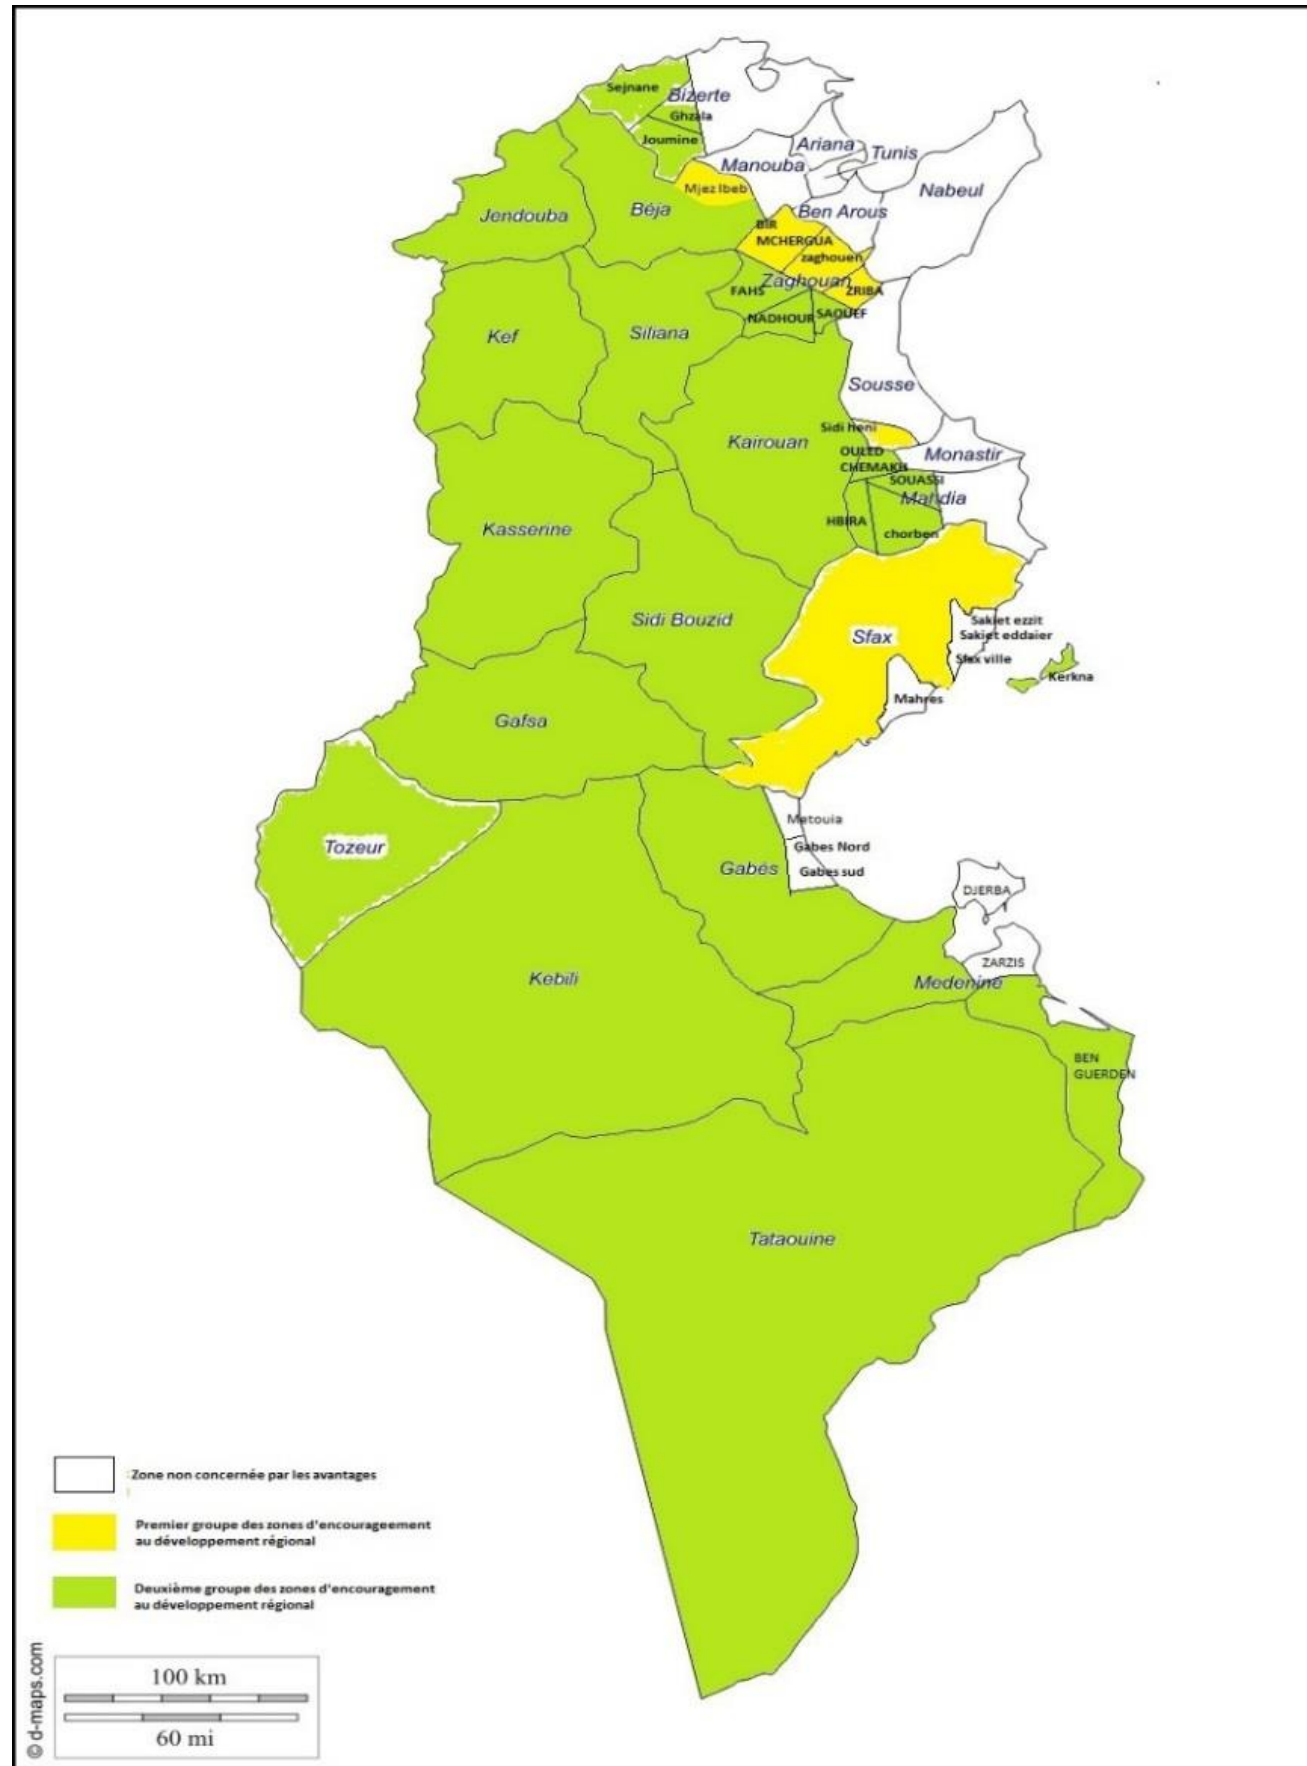 Sejnane
Bizerte
Ghzala
Joumine
Ariana
Tunis
Manouba
Mjez lbeb
Nabeul
Jendouba
Béja
Ben Arous
BIR
MCHERGUA
zaghouen
Zaghouan
FAHS
ZRIBA
NADHOUR
SAOUEF
Kef
Siliana
Sousse
Sidi heni
Kairouan
OULED
CHEMAKH
Monastir
SOUASSI
Mahdia
HBIRA
chorben
Kasserine
Sidi Bouzid
Sfax
Sakiet ezzit
Sakiet eddaier
Sfax ville
Kerkna
Mahres
Gafsa
Tozeur
Metouia
Gabes Nord
Gabés
Gabes sud
DJERBA
ZARZIS
Kebili
Medenine
BEN
GUERDEN
Tataouine
Zone non concernée par les avantages
Premier groupe des zones d'encourageement
au développement régional
Deuxième groupe des zones d'encouragement
au développement régional
100 km
60 mi
© d-maps.com